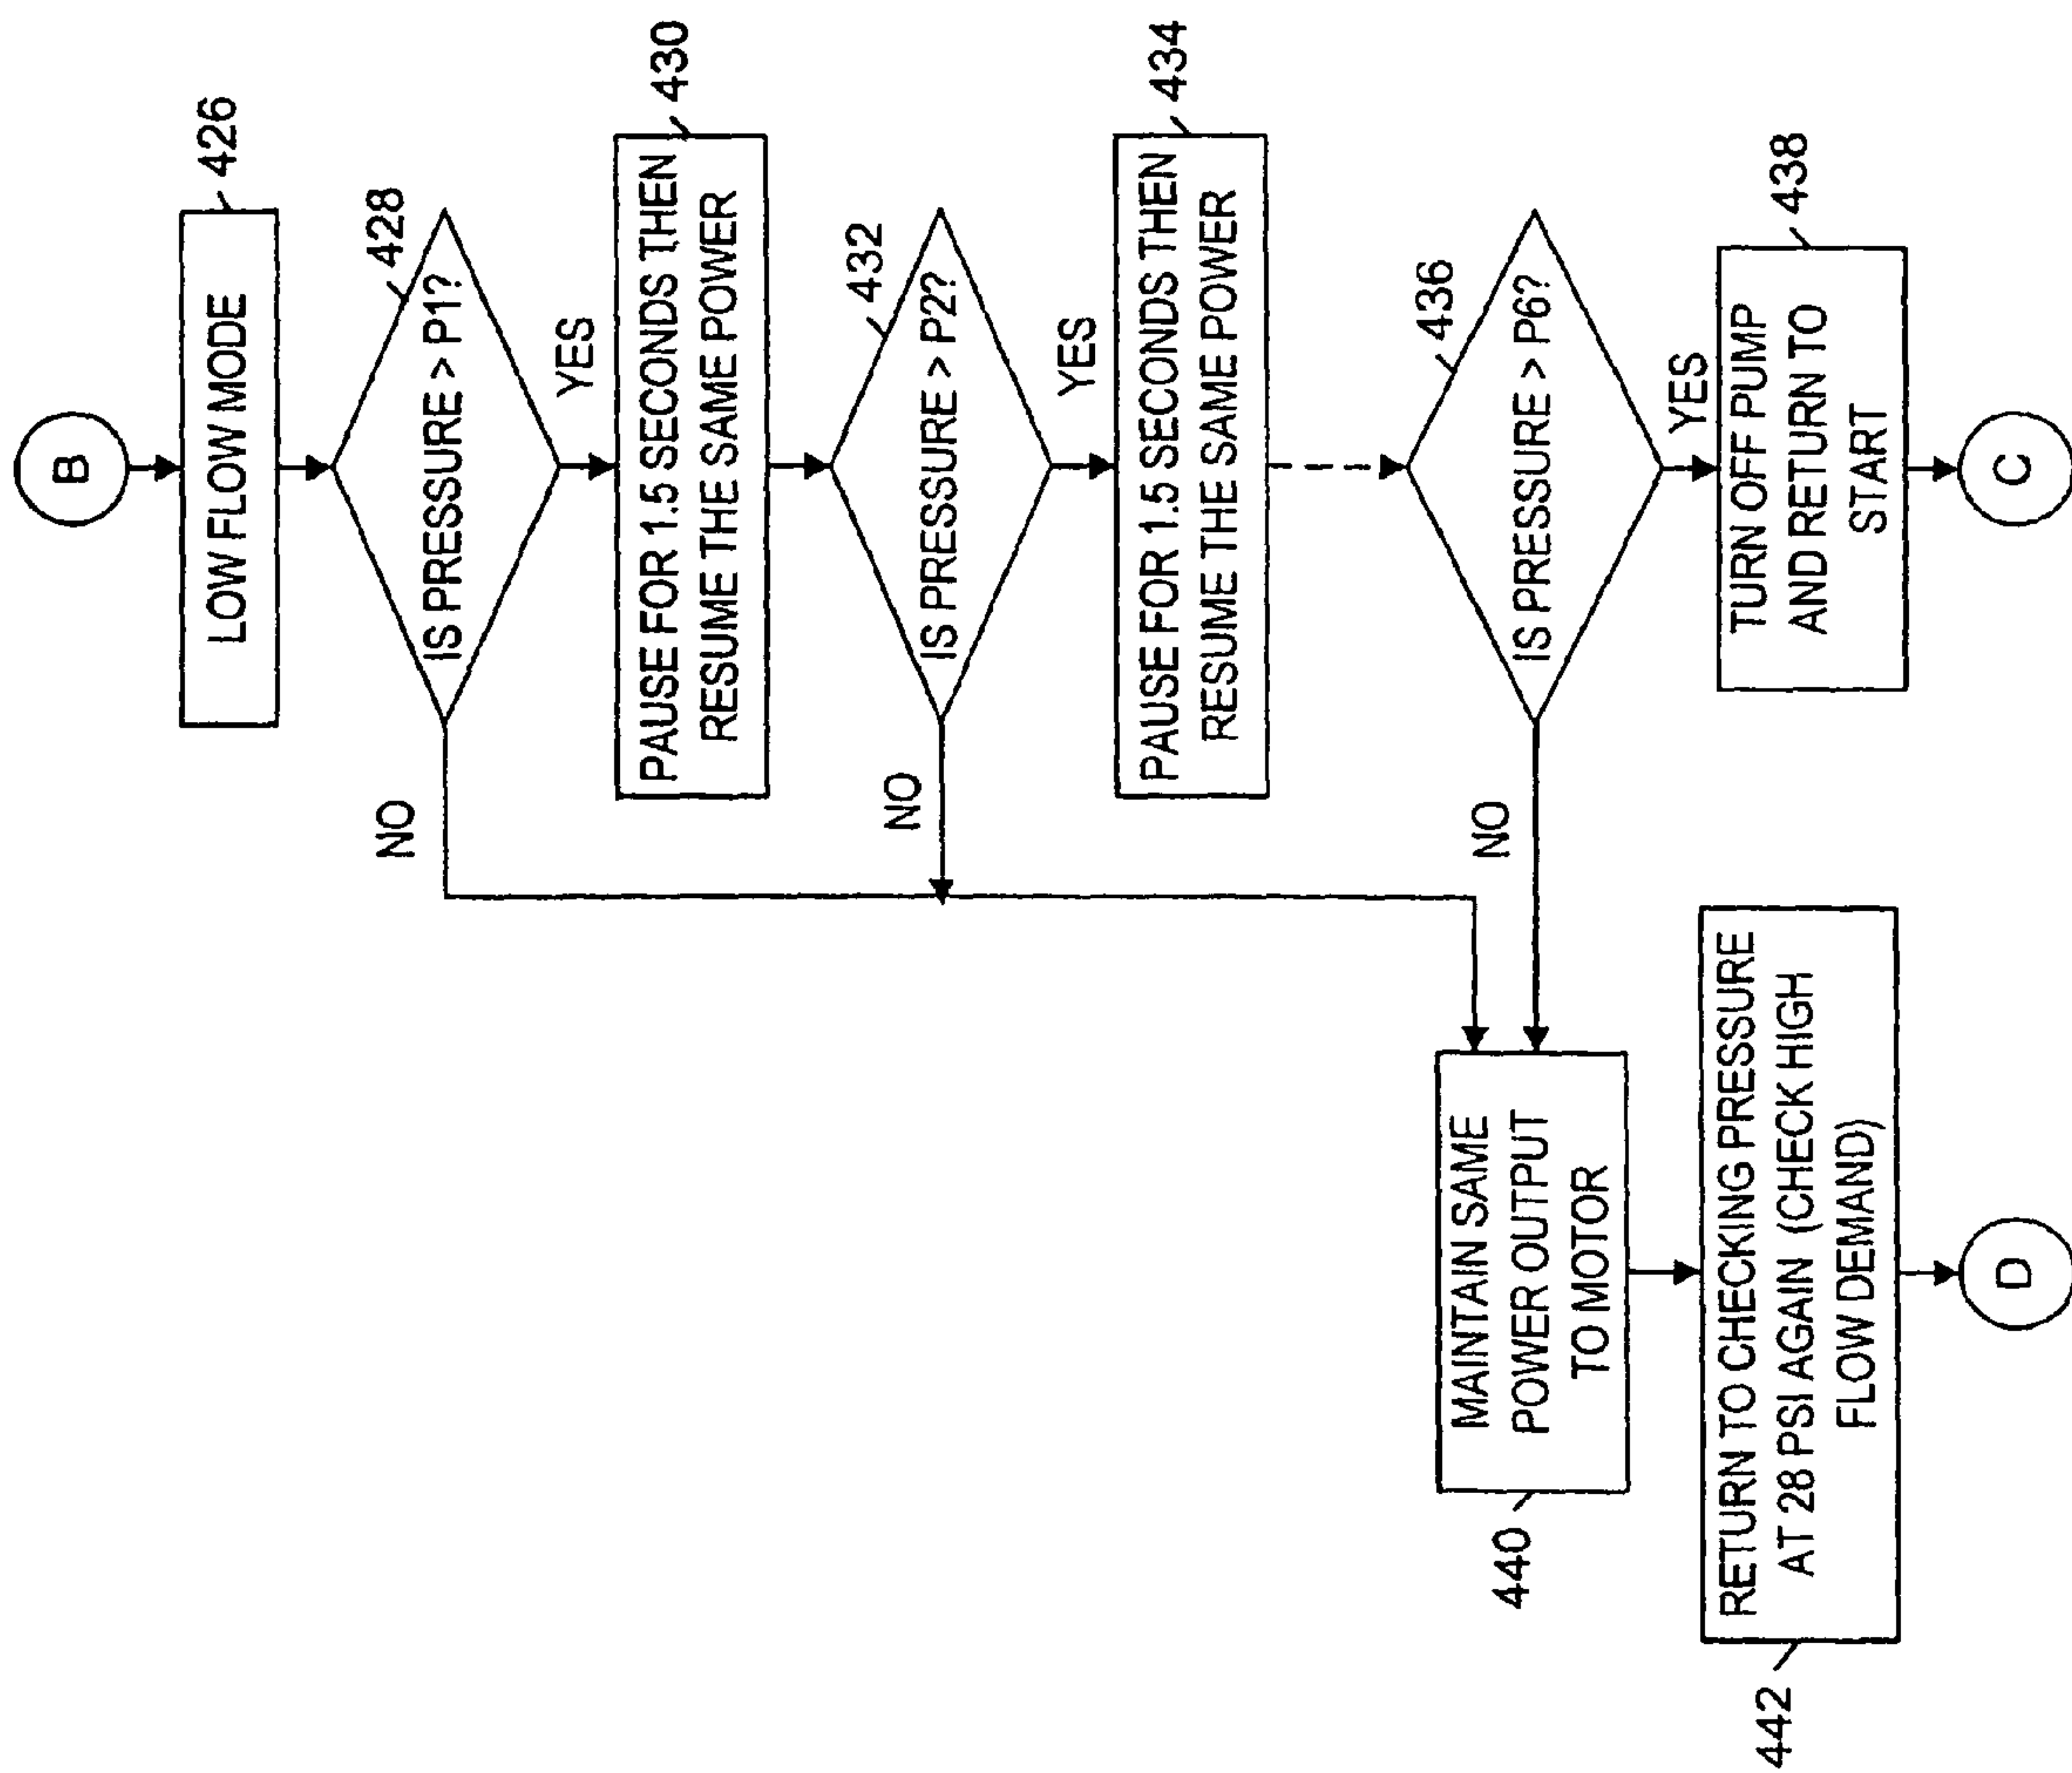 B
LOW FLOW MODE
426
IS PRESSURE > P1?
428
NO
YES
PAUSE FOR 1.5 SECONDS THEN
RESUME THE SAME POWER
430
IS PRESSURE > P2?
432
NO
YES
PAUSE FOR 1.5 SECONDS THEN
RESUME THE SAME POWER
434
IS PRESSURE > P6?
436
NO
YES
TURN OFF PUMP
AND RETURN TO
START
438
C
MAINTAIN SAME
POWER OUTPUT
TO MOTOR
440
RETURN TO CHECKING PRESSURE
AT 28 PSI AGAIN (CHECK HIGH
FLOW DEMAND)
442
D